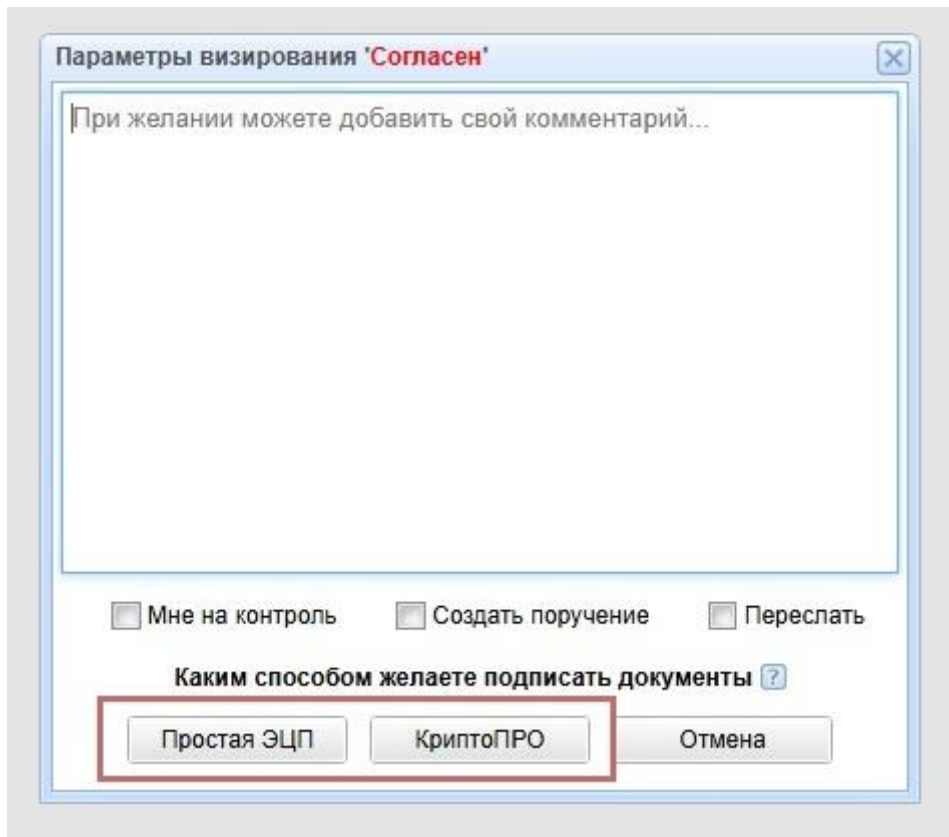 Параметры визирования 'Согласен'
При желании можете добавить свой комментарий...
Мне на контроль Создать поручение Переслать
Каким способом желаете подписать документы ?
Простая ЭЦП КриптоПРО Отмена